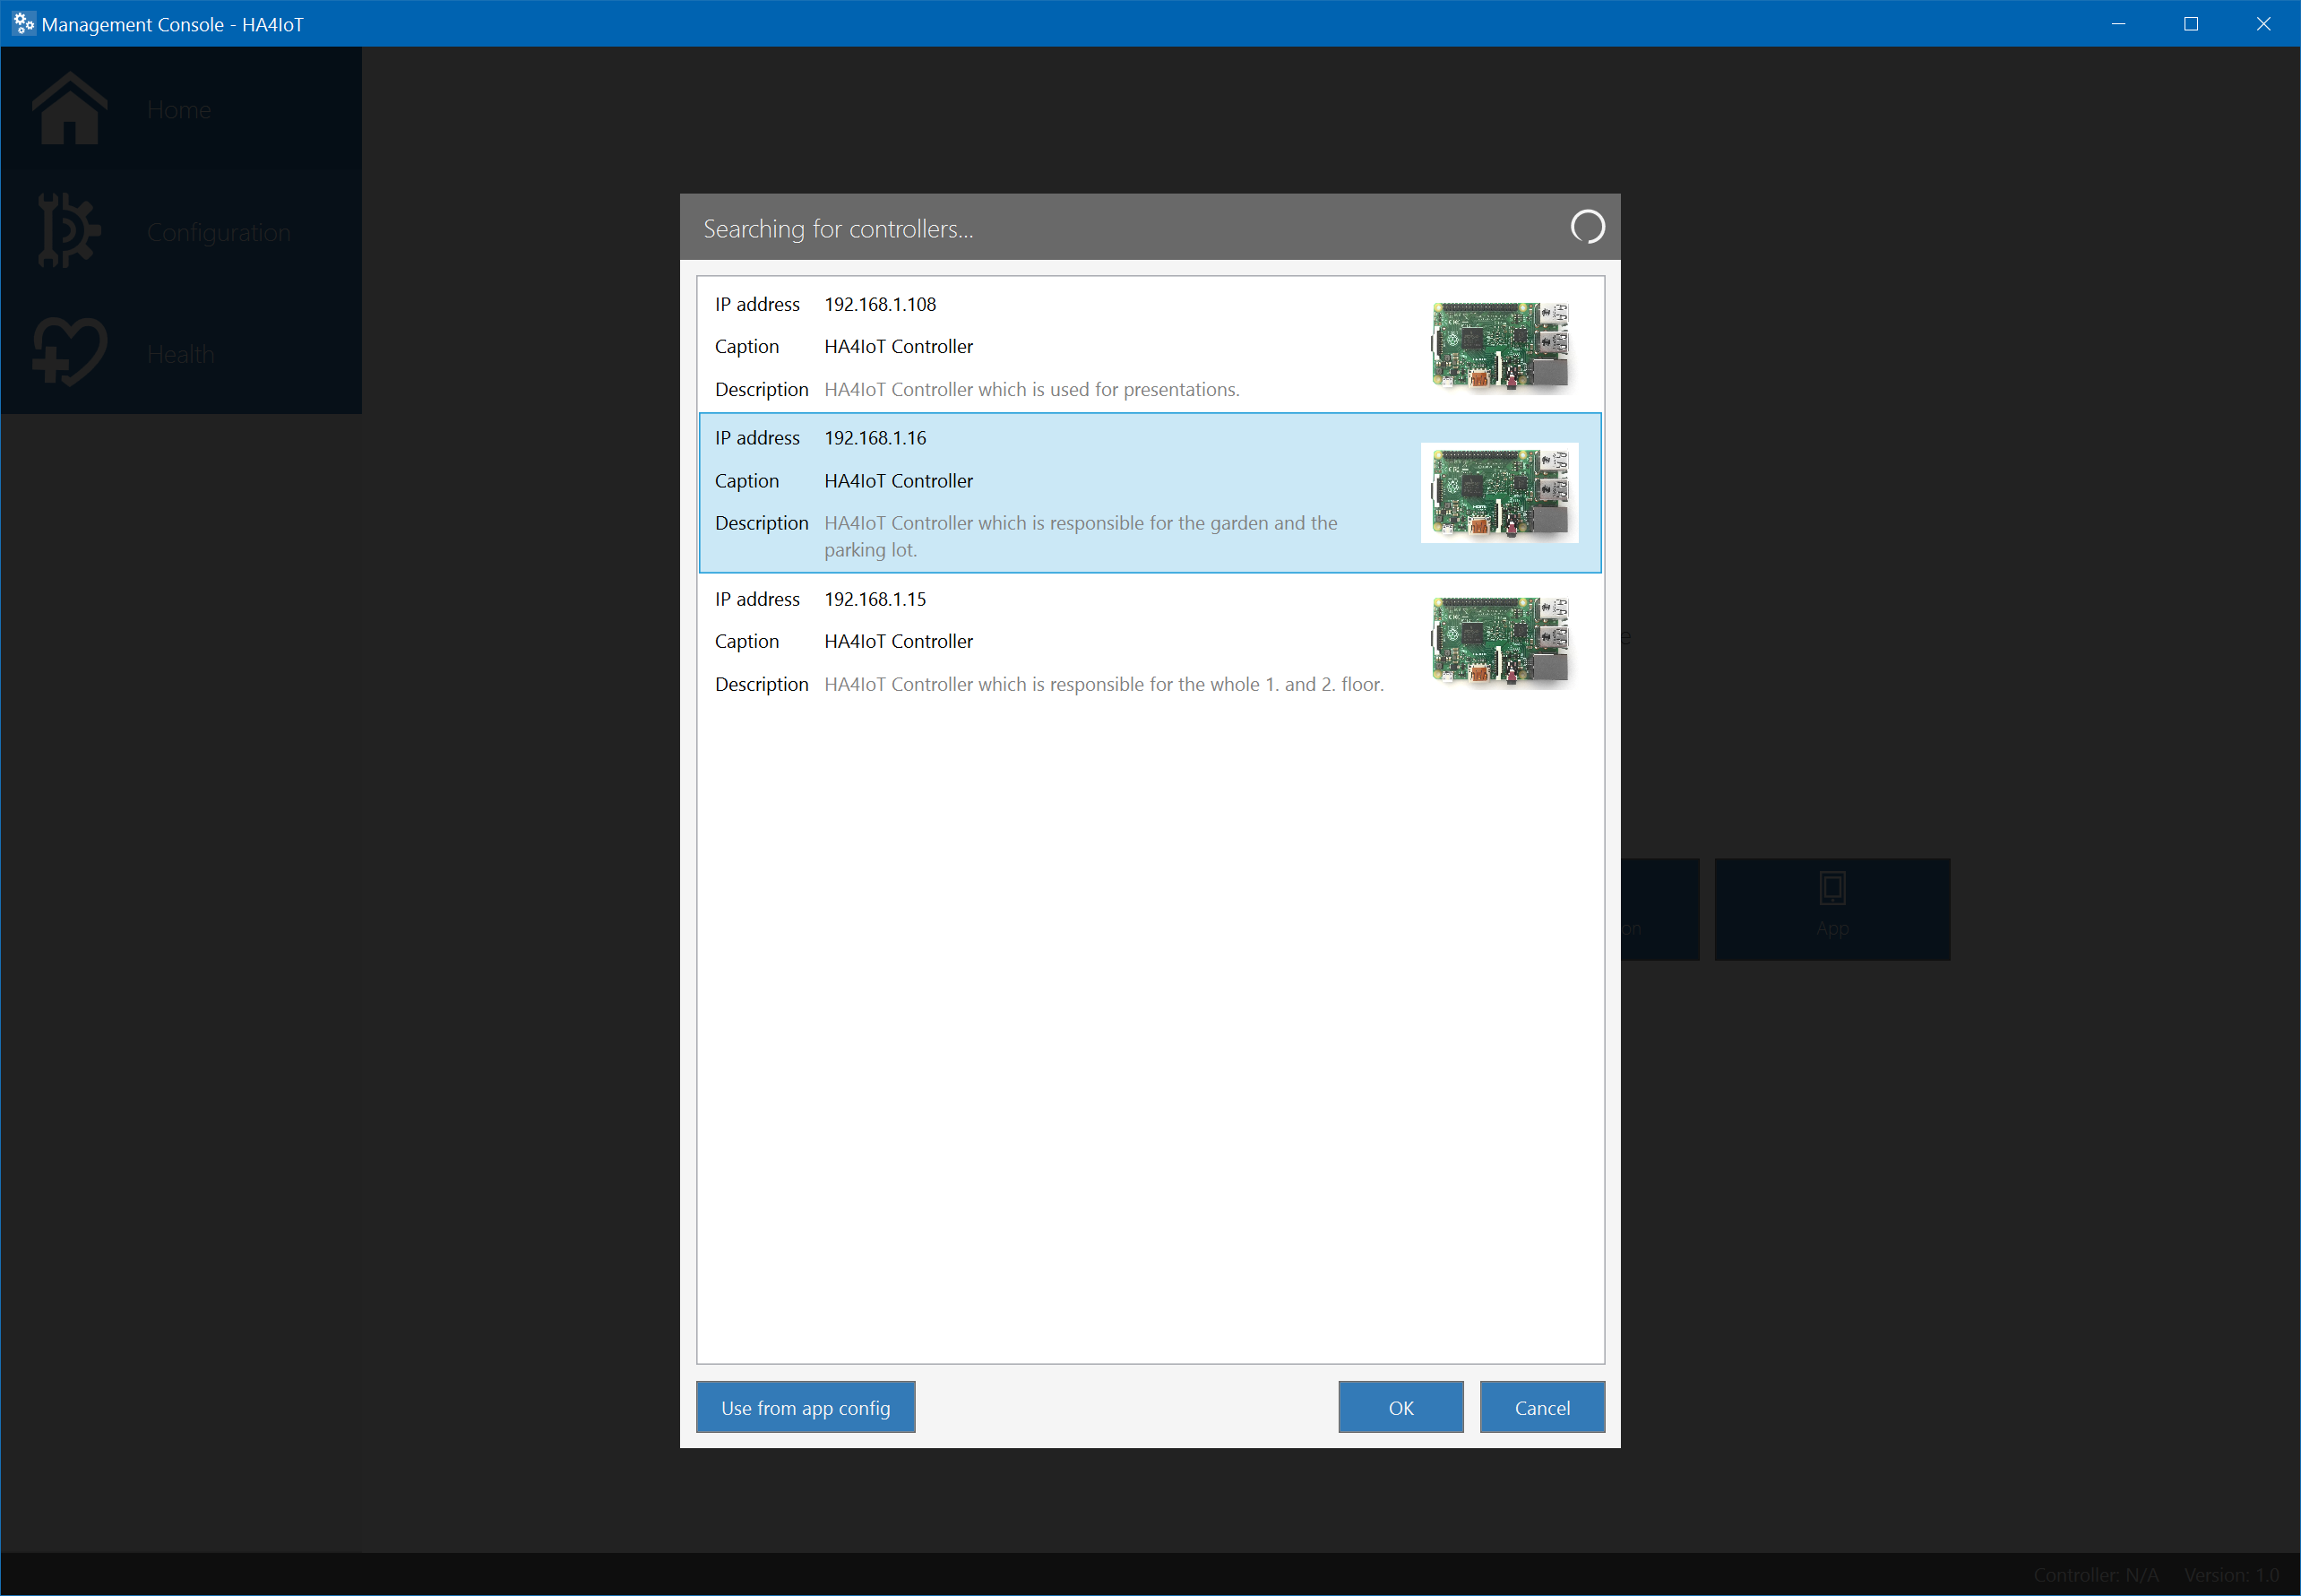 Management Console - HA4IoT
Home
Configuration
Health
Searching for controllers...
IP address 192.168.1.108
Caption HA4IoT Controller
Description HA4IoT Controller which is used for presentations.
IP address 192.168.1.16
Caption HA4IoT Controller
Description HA4IoT Controller which is responsible for the garden and the
parking lot.
IP address 192.168.1.15
Caption HA4IoT Controller
Description HA4IoT Controller which is responsible for the whole 1. and 2. floor.
App
Use from app config
OK
Cancel
Controller: N/A Version: 1.0